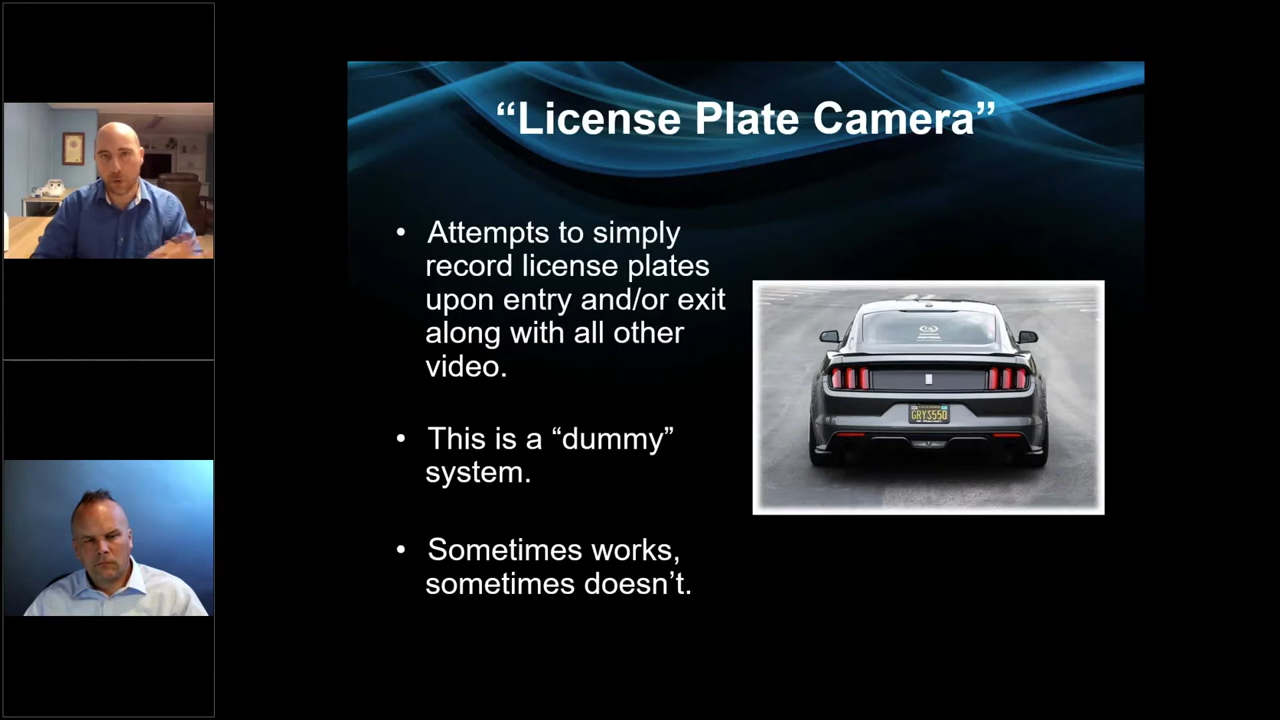 “License Plate Camera”
• Attempts to simply
record license plates
upon entry and/or exit
along with all other
video.
• This is a “dummy”
system.
• Sometimes works,
sometimes doesn’t.
GRYS550